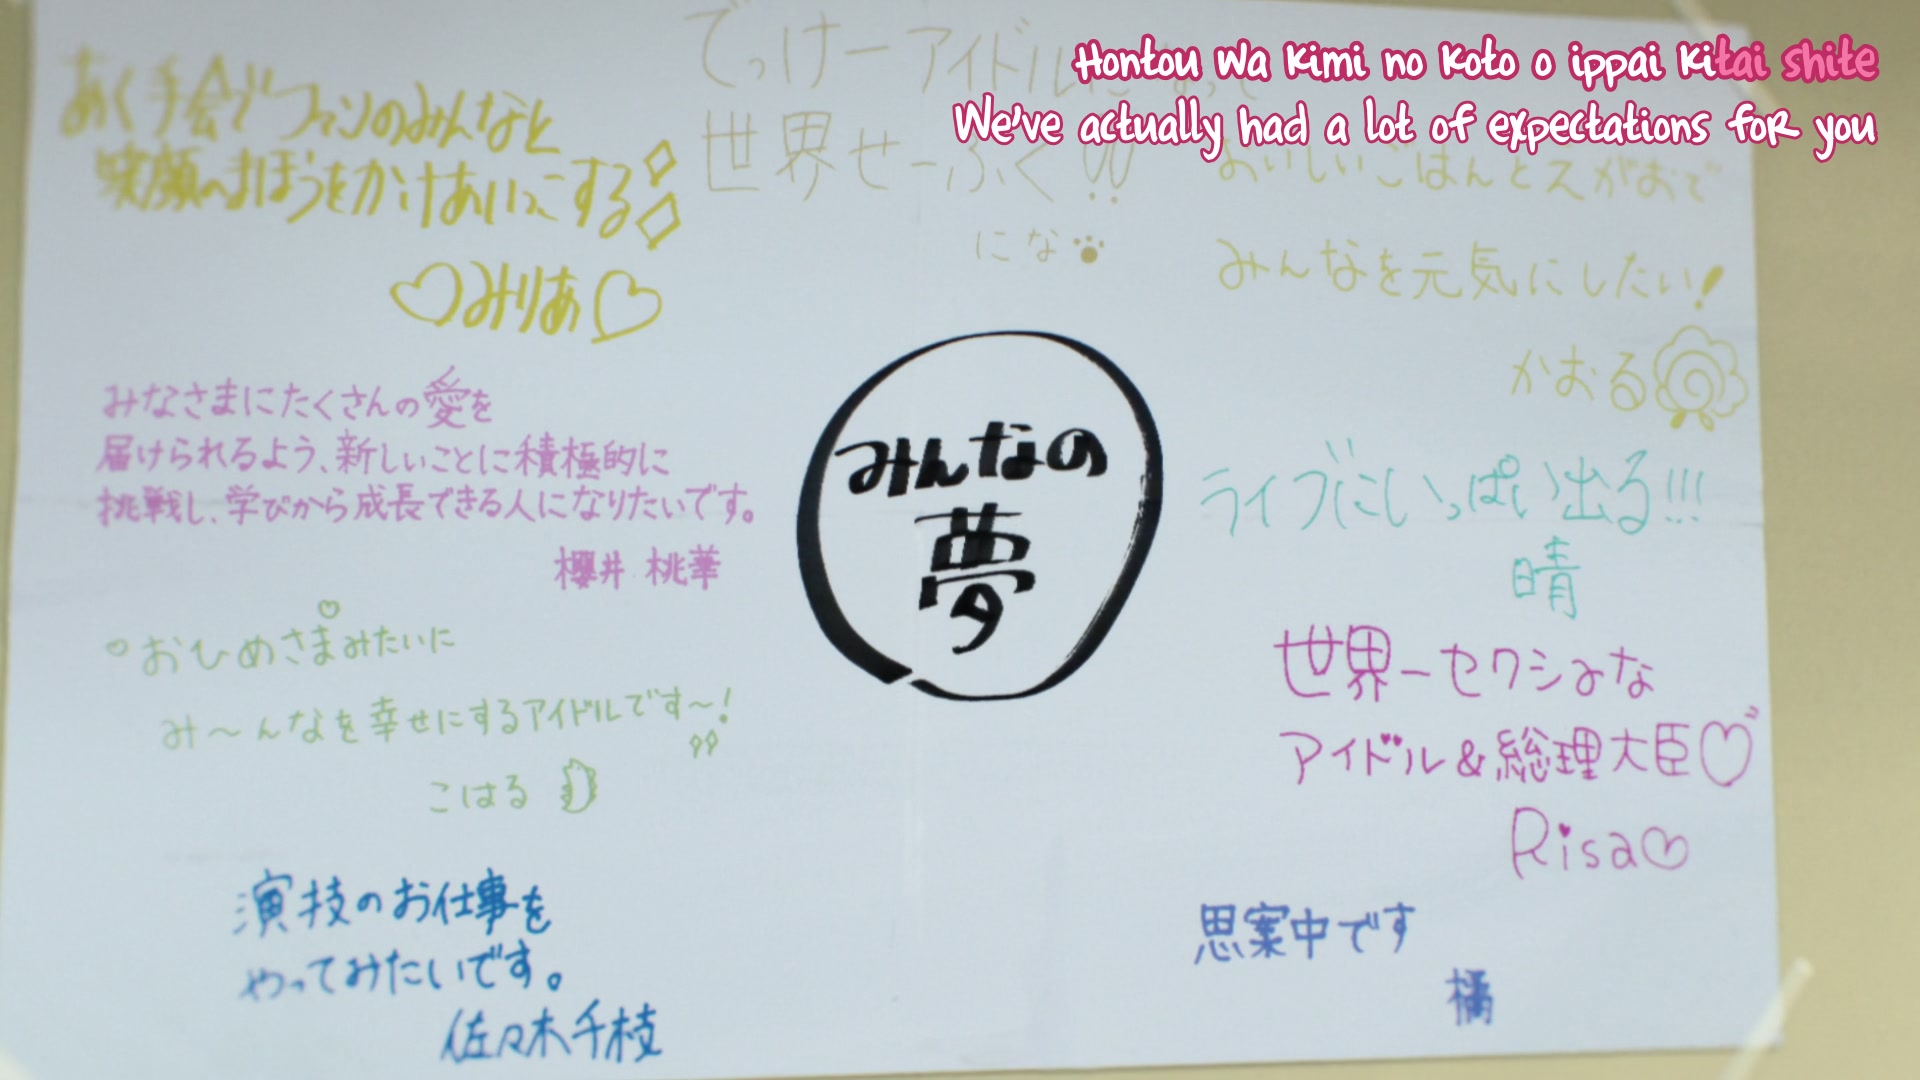 Hontou wa kimi no koto o ippai kitai shite
We've actually had a lot of expectations for you
あく手会でファンのみんなと
笑顔のまほうをかけあいっこする
みりあ
でっけーアイドルになって
世界せーふく!!
にな
おいしいごはんとえがおで
みんなを元気にしたい!
かおる
みなさまにたくさんの愛を
届けられるよう、新しいことに積極的に
挑戦し、学びから成長できる人になりたいです。
櫻井 桃華
みんなの
夢
ライブにいっぱい出る!!!
晴
おひめさまみたいに
み〜んなを幸せにするアイドルです〜!
こはる
世界一セクシーな
アイドル&総理大臣
Risa
演技のお仕事を
やってみたいです。
佐々木千枝
思案中です
橘